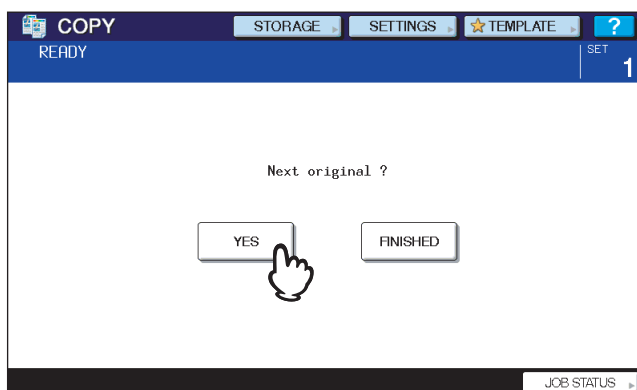 COPY STORAGE SETTINGS TEMPLATE ?
READY SET
1
Next original ?
YES FINISHED
JOB STATUS